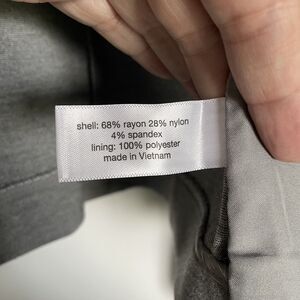 shell: 68% rayon 28% nylon
4% spandex
lining: 100% polyester
made in Vietnam